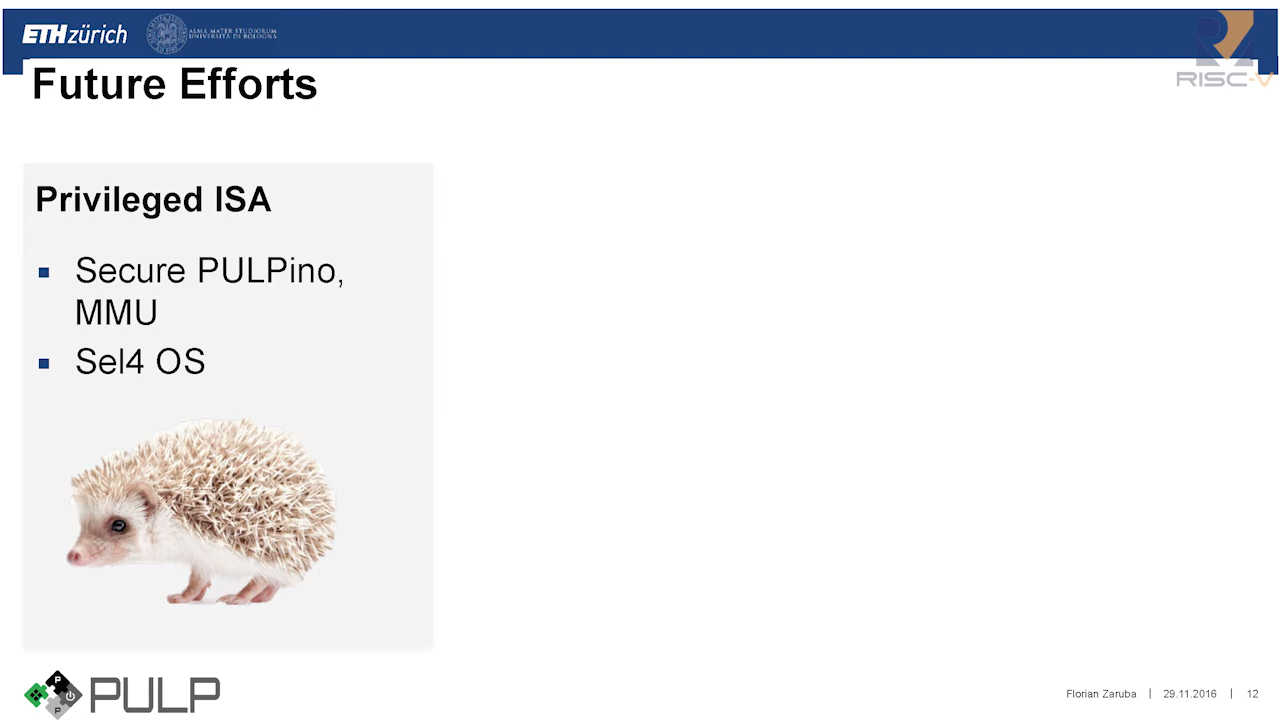 ETHzürich
ALMA MATER STUDIORUM
UNIVERSITÀ DI BOLOGNA
RISC-V
Future Efforts
Privileged ISA
Secure PULPino,
MMU
Sel4 OS
P
P
PULP
Florian Zaruba | 29.11.2016 | 12